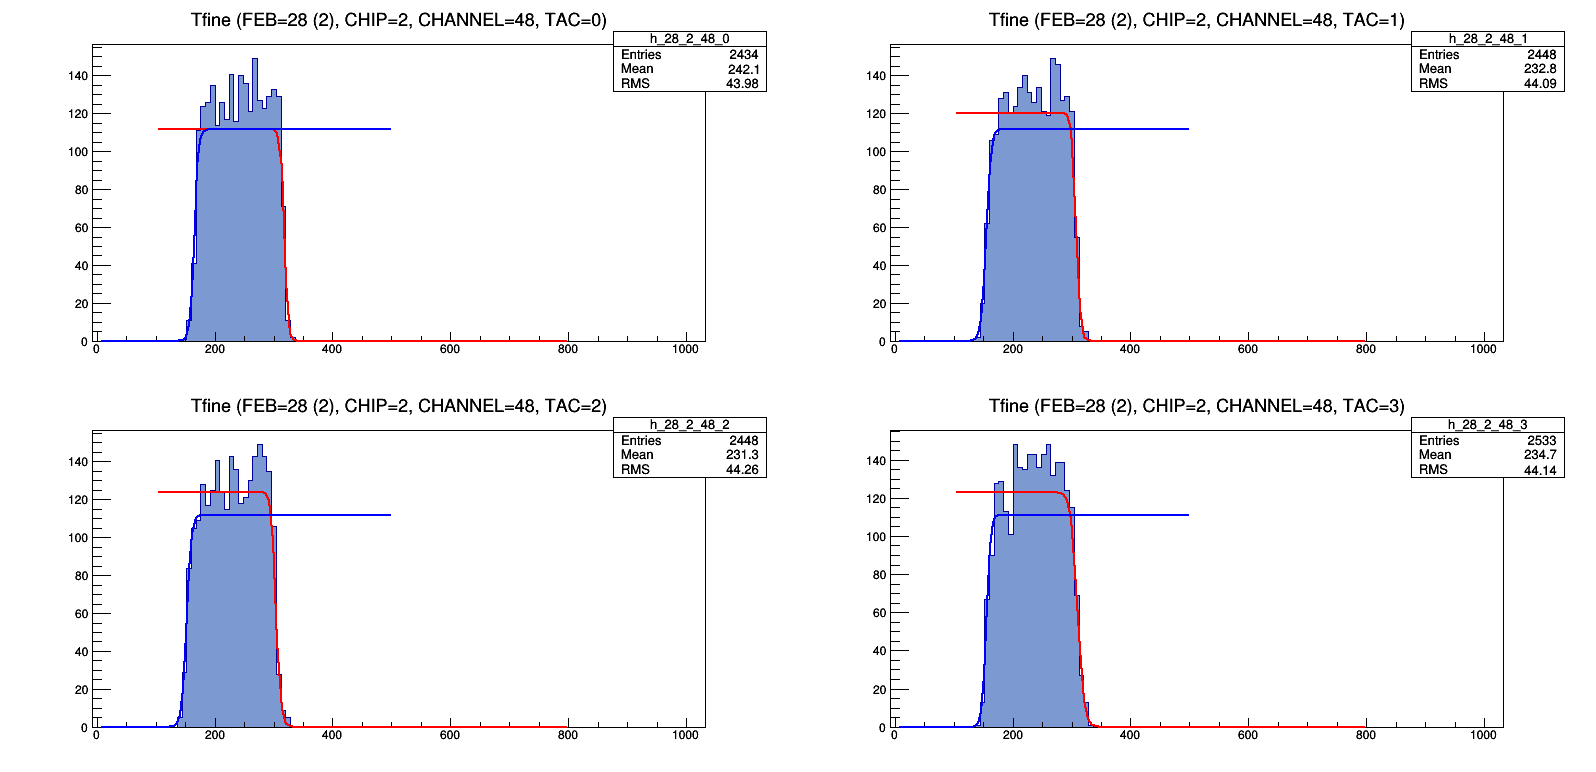 Tfine (FEB=28 (2), CHIP=2, CHANNEL=48, TAC=0)
h_28_2_48_0
Entries 2434
Mean 242.1
RMS 43.98
140
120
100
80
60
40
20
0
0 200 400 600 800 1000
Tfine (FEB=28 (2), CHIP=2, CHANNEL=48, TAC=1)
h_28_2_48_1
Entries 2448
Mean 232.8
RMS 44.09
140
120
100
80
60
40
20
0
0 200 400 600 800 1000
Tfine (FEB=28 (2), CHIP=2, CHANNEL=48, TAC=2)
h_28_2_48_2
Entries 2448
Mean 231.3
RMS 44.26
140
120
100
80
60
40
20
0
0 200 400 600 800 1000
Tfine (FEB=28 (2), CHIP=2, CHANNEL=48, TAC=3)
h_28_2_48_3
Entries 2533
Mean 234.7
RMS 44.14
140
120
100
80
60
40
20
0
0 200 400 600 800 1000